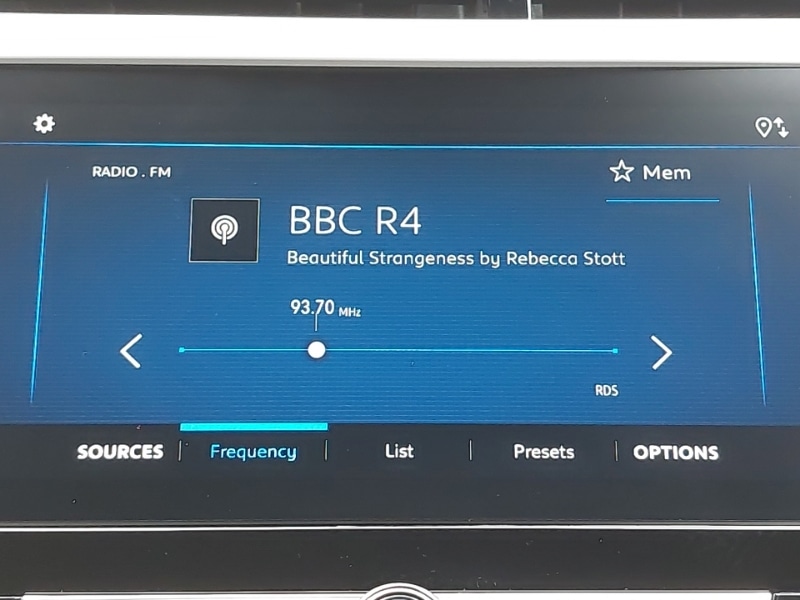 RADIO . FM
Mem
BBC R4
Beautiful Strangeness by Rebecca Stott
93.70 MHz
RDS
SOURCES
Frequency
List
Presets
OPTIONS